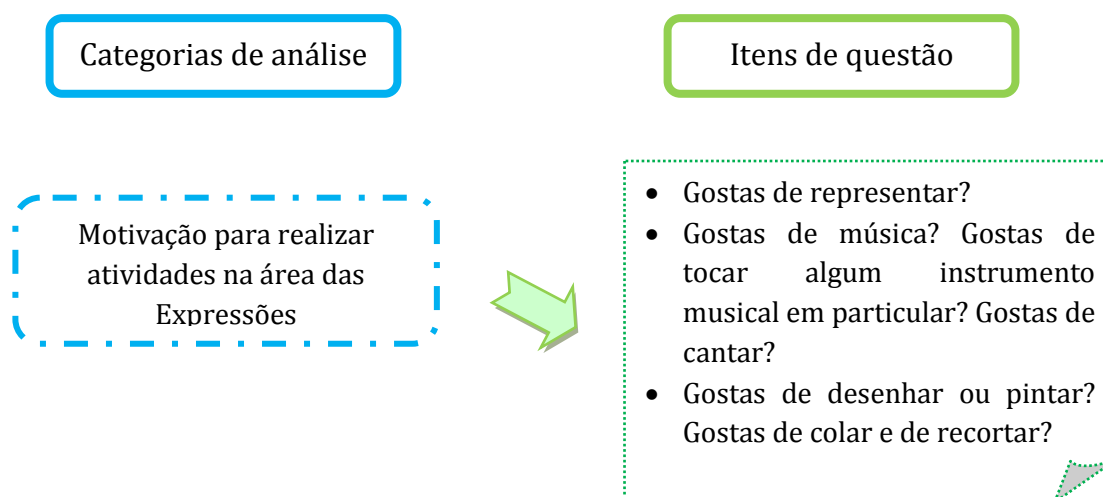 Categorias de análise
Itens de questão
Motivação para realizar
atividades na área das
Expressões
• Gostas de representar?
• Gostas de música? Gostas de
tocar algum instrumento
musical em particular? Gostas de
cantar?
• Gostas de desenhar ou pintar?
Gostas de colar e de recortar?